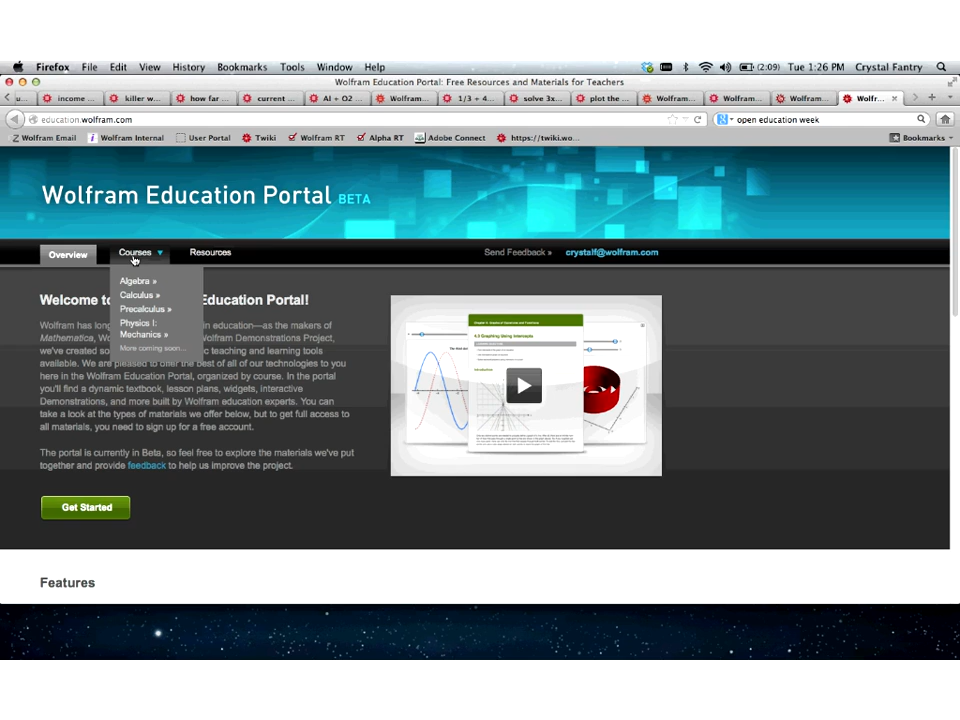 Firefox File Edit View History Bookmarks Tools Window Help (2:09) Tue 1:26 PM Crystal Fantry
Wolfram Education Portal: Free Resources and Materials for Teachers
u... income ... killer w... how far ... current ... Al + O2 ... Wolfram... 1/3 + 4... solve 3x... plot the ... Wolfram... Wolfram... Wolfram... Wolfr...
education.wolfram.com open education week
Wolfram Email Wolfram Internal User Portal Twiki Wolfram RT Alpha RT Adobe Connect https://twiki.wo... Bookmarks
Wolfram Education Portal BETA
Overview Courses Resources Send Feedback » crystalf@wolfram.com
Algebra »
Calculus »
Precalculus »
Physics I:
Mechanics »
More coming soon...
Welcome to Education Portal!
Wolfram has long in education—as the makers of
Mathematica, Wo Wolfram Demonstrations Project,
we've created so teaching and learning tools
available. We are pleased to offer the best of all of our technologies to you
here in the Wolfram Education Portal, organized by course. In the portal
you'll find a dynamic textbook, lesson plans, widgets, interactive
Demonstrations, and more built by Wolfram education experts. You can
take a look at the types of materials we offer below, but to get full access to
all materials, you need to sign up for a free account.
The portal is currently in Beta, so feel free to explore the materials we've put
together and provide feedback to help us improve the project.
4.3 Graphing Using Intercepts
Get Started
Features